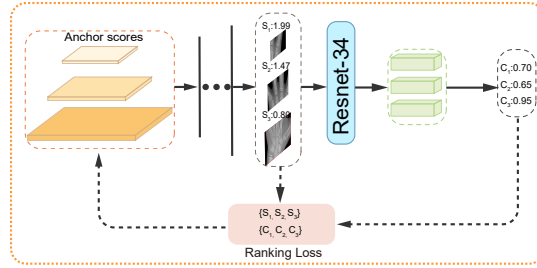 Anchor scores
S1:1.99
S2:1.47
S3:0.86
Resnet-34
C1:0.70
C2:0.65
C3:0.95
{S1, S2, S3}
{C1, C2, C3}
Ranking Loss